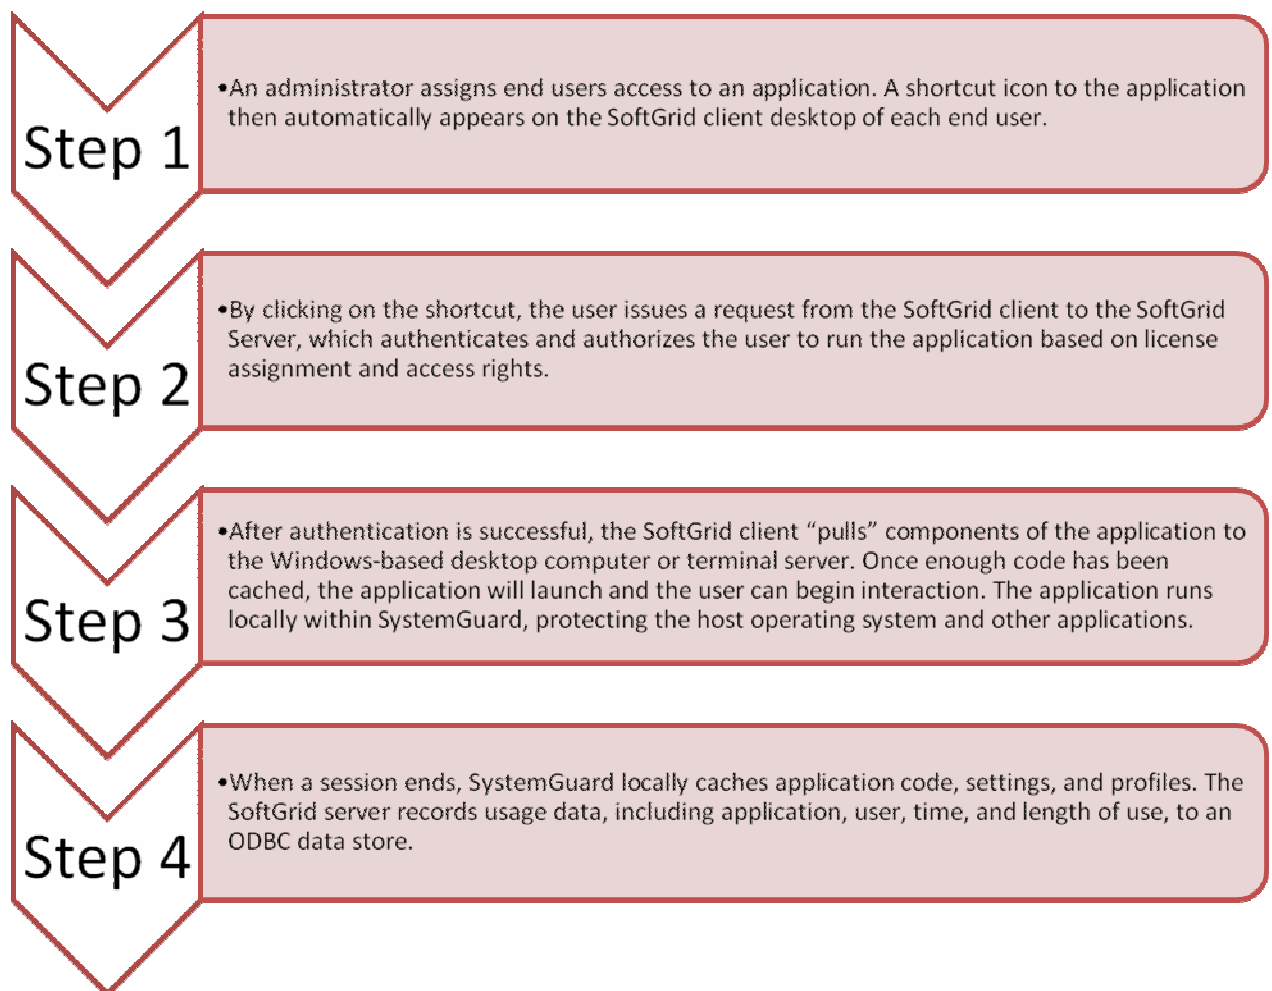 Step 1
•An administrator assigns end users access to an application. A shortcut icon to the application
then automatically appears on the SoftGrid client desktop of each end user.
Step 2
•By clicking on the shortcut, the user issues a request from the SoftGrid client to the SoftGrid
Server, which authenticates and authorizes the user to run the application based on license
assignment and access rights.
Step 3
•After authentication is successful, the SoftGrid client “pulls” components of the application to
the Windows-based desktop computer or terminal server. Once enough code has been
cached, the application will launch and the user can begin interaction. The application runs
locally within SystemGuard, protecting the host operating system and other applications.
Step 4
•When a session ends, SystemGuard locally caches application code, settings, and profiles. The
SoftGrid server records usage data, including application, user, time, and length of use, to an
ODBC data store.